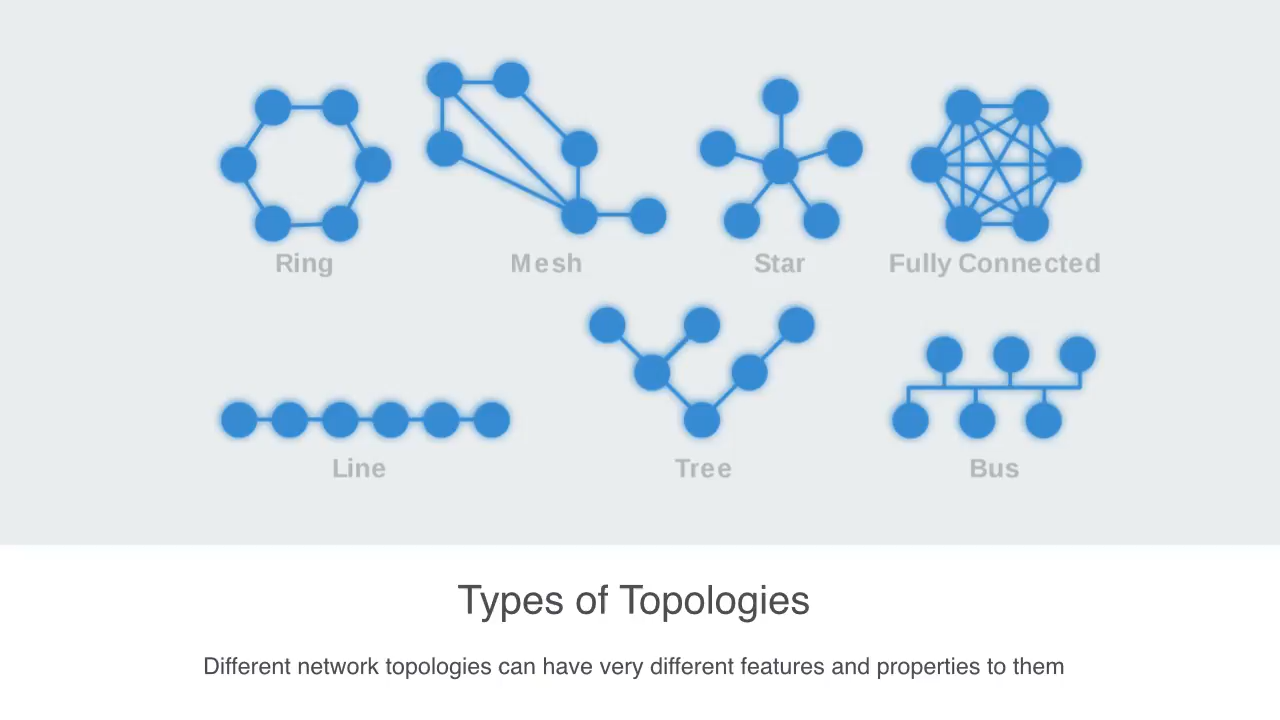 Ring
Mesh
Star
Fully Connected
Line
Tree
Bus
Types of Topologies
Different network topologies can have very different features and properties to them